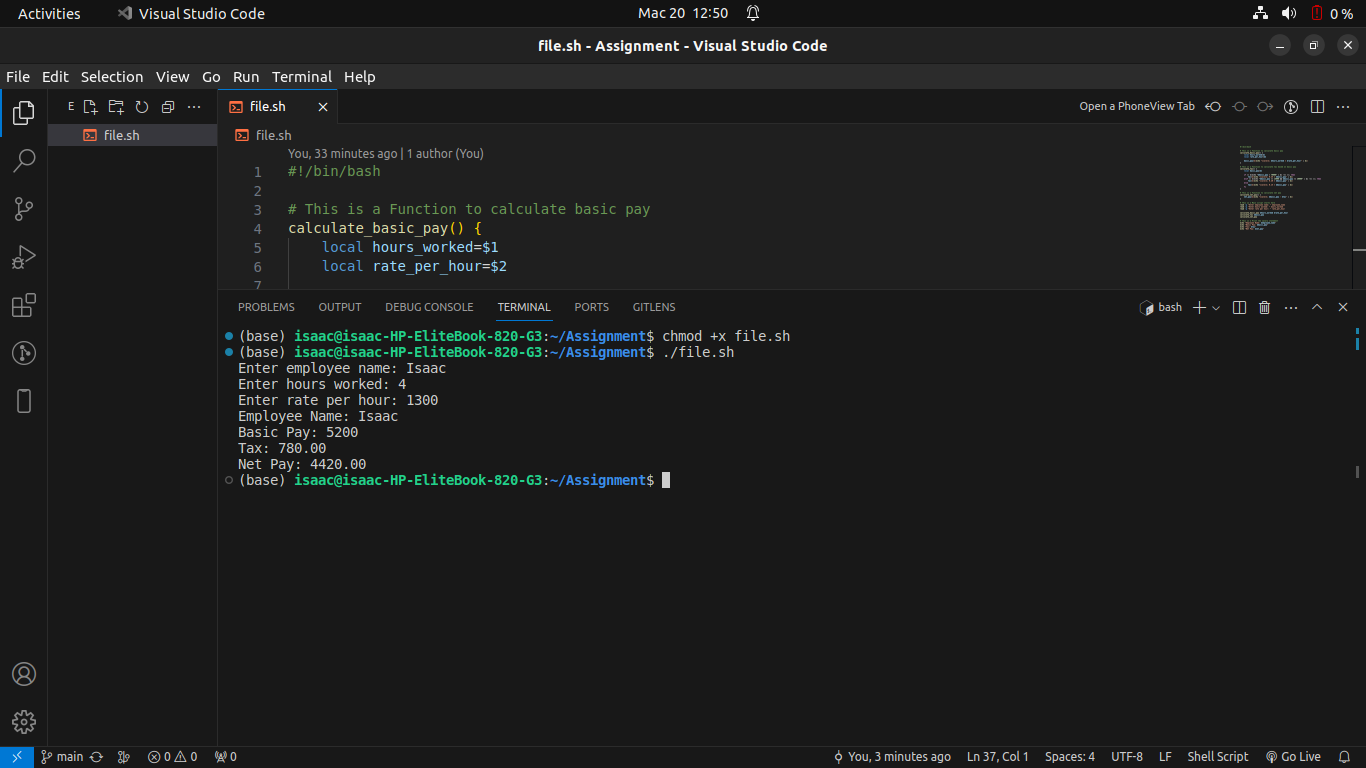 Activities Visual Studio Code Mac 20 12:50 0 %
file.sh - Assignment - Visual Studio Code
File Edit Selection View Go Run Terminal Help
E file.sh Open a PhoneView Tab
file.sh file.sh
You, 33 minutes ago | 1 author (You)
1 #!/bin/bash
2
3 # This is a Function to calculate basic pay
4 calculate_basic_pay() {
5 local hours_worked=$1
6 local rate_per_hour=$2
7
PROBLEMS OUTPUT DEBUG CONSOLE TERMINAL PORTS GITLENS bash
(base) isaac@isaac-HP-EliteBook-820-G3:~/Assignment$ chmod +x file.sh
(base) isaac@isaac-HP-EliteBook-820-G3:~/Assignment$ ./file.sh
Enter employee name: Isaac
Enter hours worked: 4
Enter rate per hour: 1300
Employee Name: Isaac
Basic Pay: 5200
Tax: 780.00
Net Pay: 4420.00
(base) isaac@isaac-HP-EliteBook-820-G3:~/Assignment$
main 0 0 0 You, 3 minutes ago Ln 37, Col 1 Spaces: 4 UTF-8 LF Shell Script Go Live